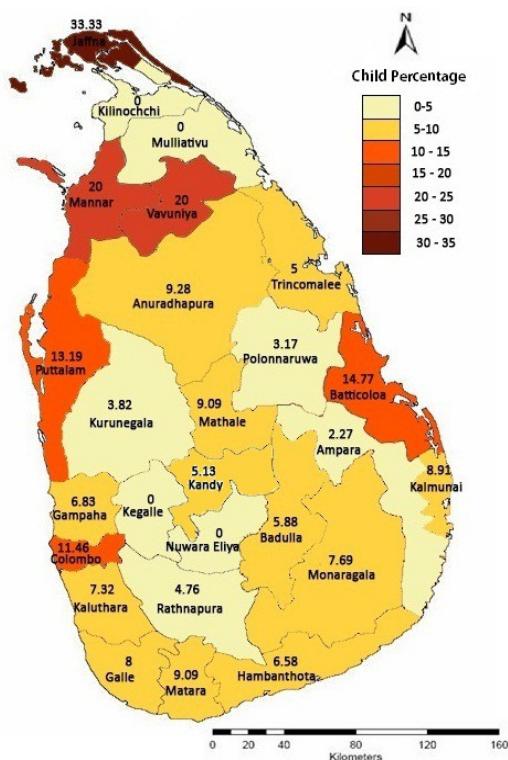 33.33
Jaffna
N
Child Percentage
0-5
5-10
10 - 15
15 - 20
20 - 25
25 - 30
30 - 35
0
Kilinochchi
0
Mulliativu
20
Mannar
20
Vavuniya
5
Trincomalee
9.28
Anuradhapura
13.19
Puttalam
3.17
Polonnaruwa
14.77
Batticoloa
3.82
Kurunegala
9.09
Mathale
2.27
Ampara
8.91
Kalmunai
5.13
Kandy
6.83
Gampaha
0
Kegalle
0
Nuwara Eliya
5.88
Badulla
7.69
Monaragala
11.46
Colombo
7.32
Kaluthara
4.76
Rathnapura
8
Galle
9.09
Matara
6.58
Hambanthota
0 20 40 80 120 160
Kilometers